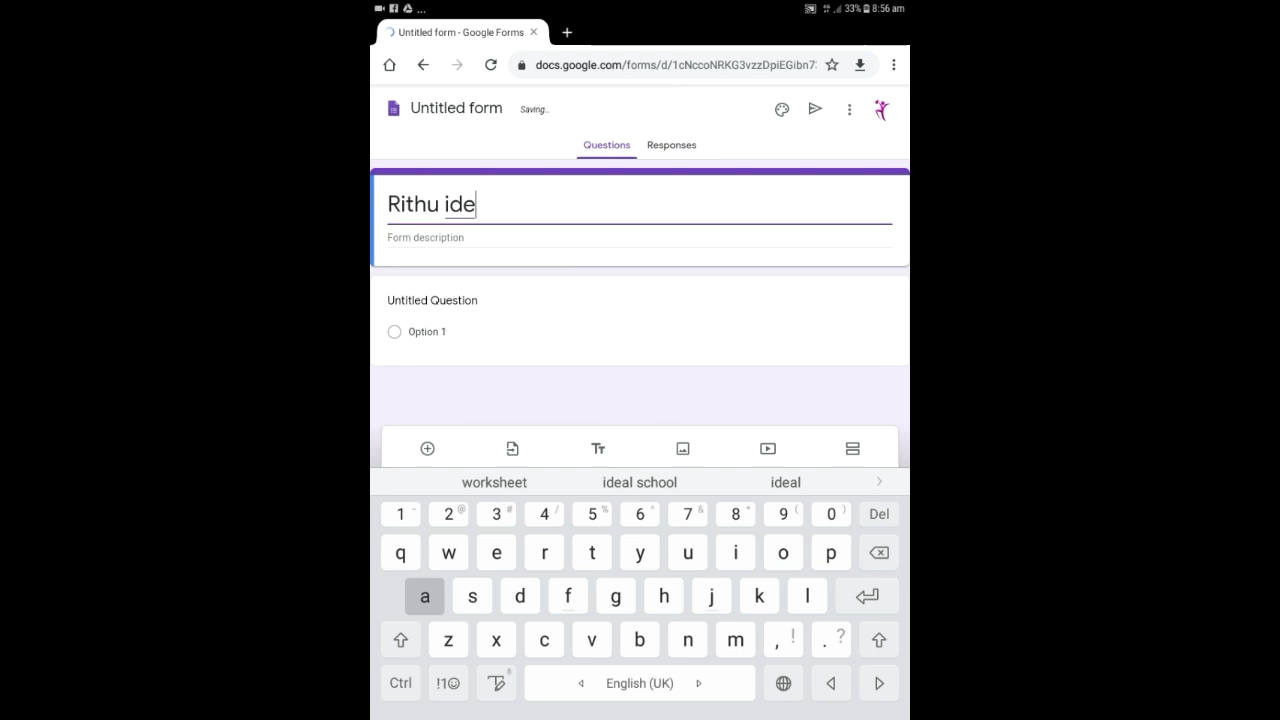 ... 33% 8:56 am
Untitled form - Google Forms
docs.google.com/forms/d/1cNccoNRKG3vzzDpiEGibn7
Untitled form Saving...
Questions Responses
Rithu ide
Form description
Untitled Question
Option 1
Tт
worksheet ideal school ideal
1 - 2 @ 3 # 4 / 5 % 6 ^ 7 & 8 * 9 ( 0 ) Del
q w e r t y u i o p
a s d f g h j k l
z x c v b n m , ! . ?
Ctrl !1☺ English (UK)